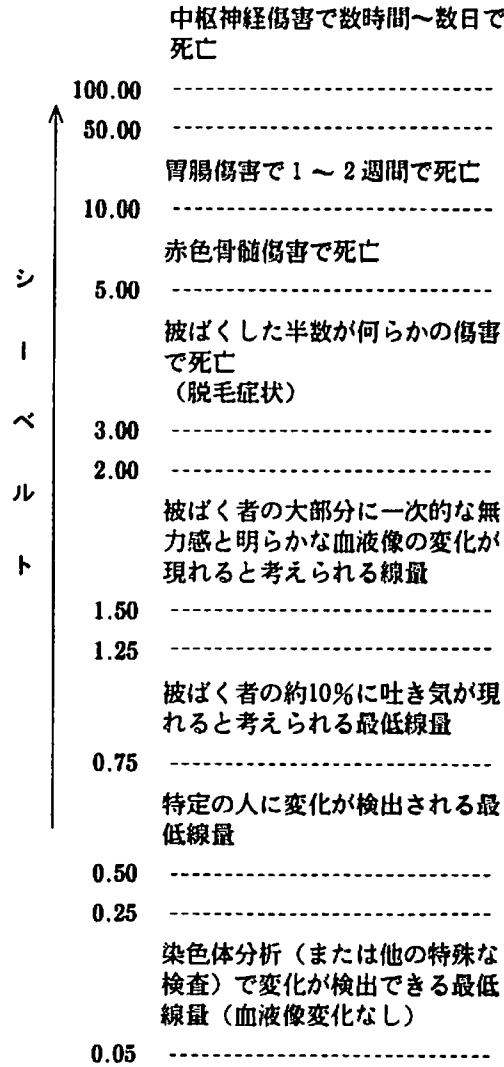 中枢神経傷害で数時間～数日で
死亡
100.00
50.00
胃腸傷害で1～2週間で死亡
10.00
赤色骨髄傷害で死亡
5.00
被ばくした半数が何らかの傷害
で死亡
（脱毛症状）
3.00
2.00
被ばく者の大部分に一次的な無
力感と明らかな血液像の変化が
現れると考えられる線量
1.50
1.25
被ばく者の約10％に吐き気が現
れると考えられる最低線量
0.75
特定の人に変化が検出される最
低線量
0.50
0.25
染色体分析（または他の特殊な
検査）で変化が検出できる最低
線量（血液像変化なし）
0.05
シーベルト